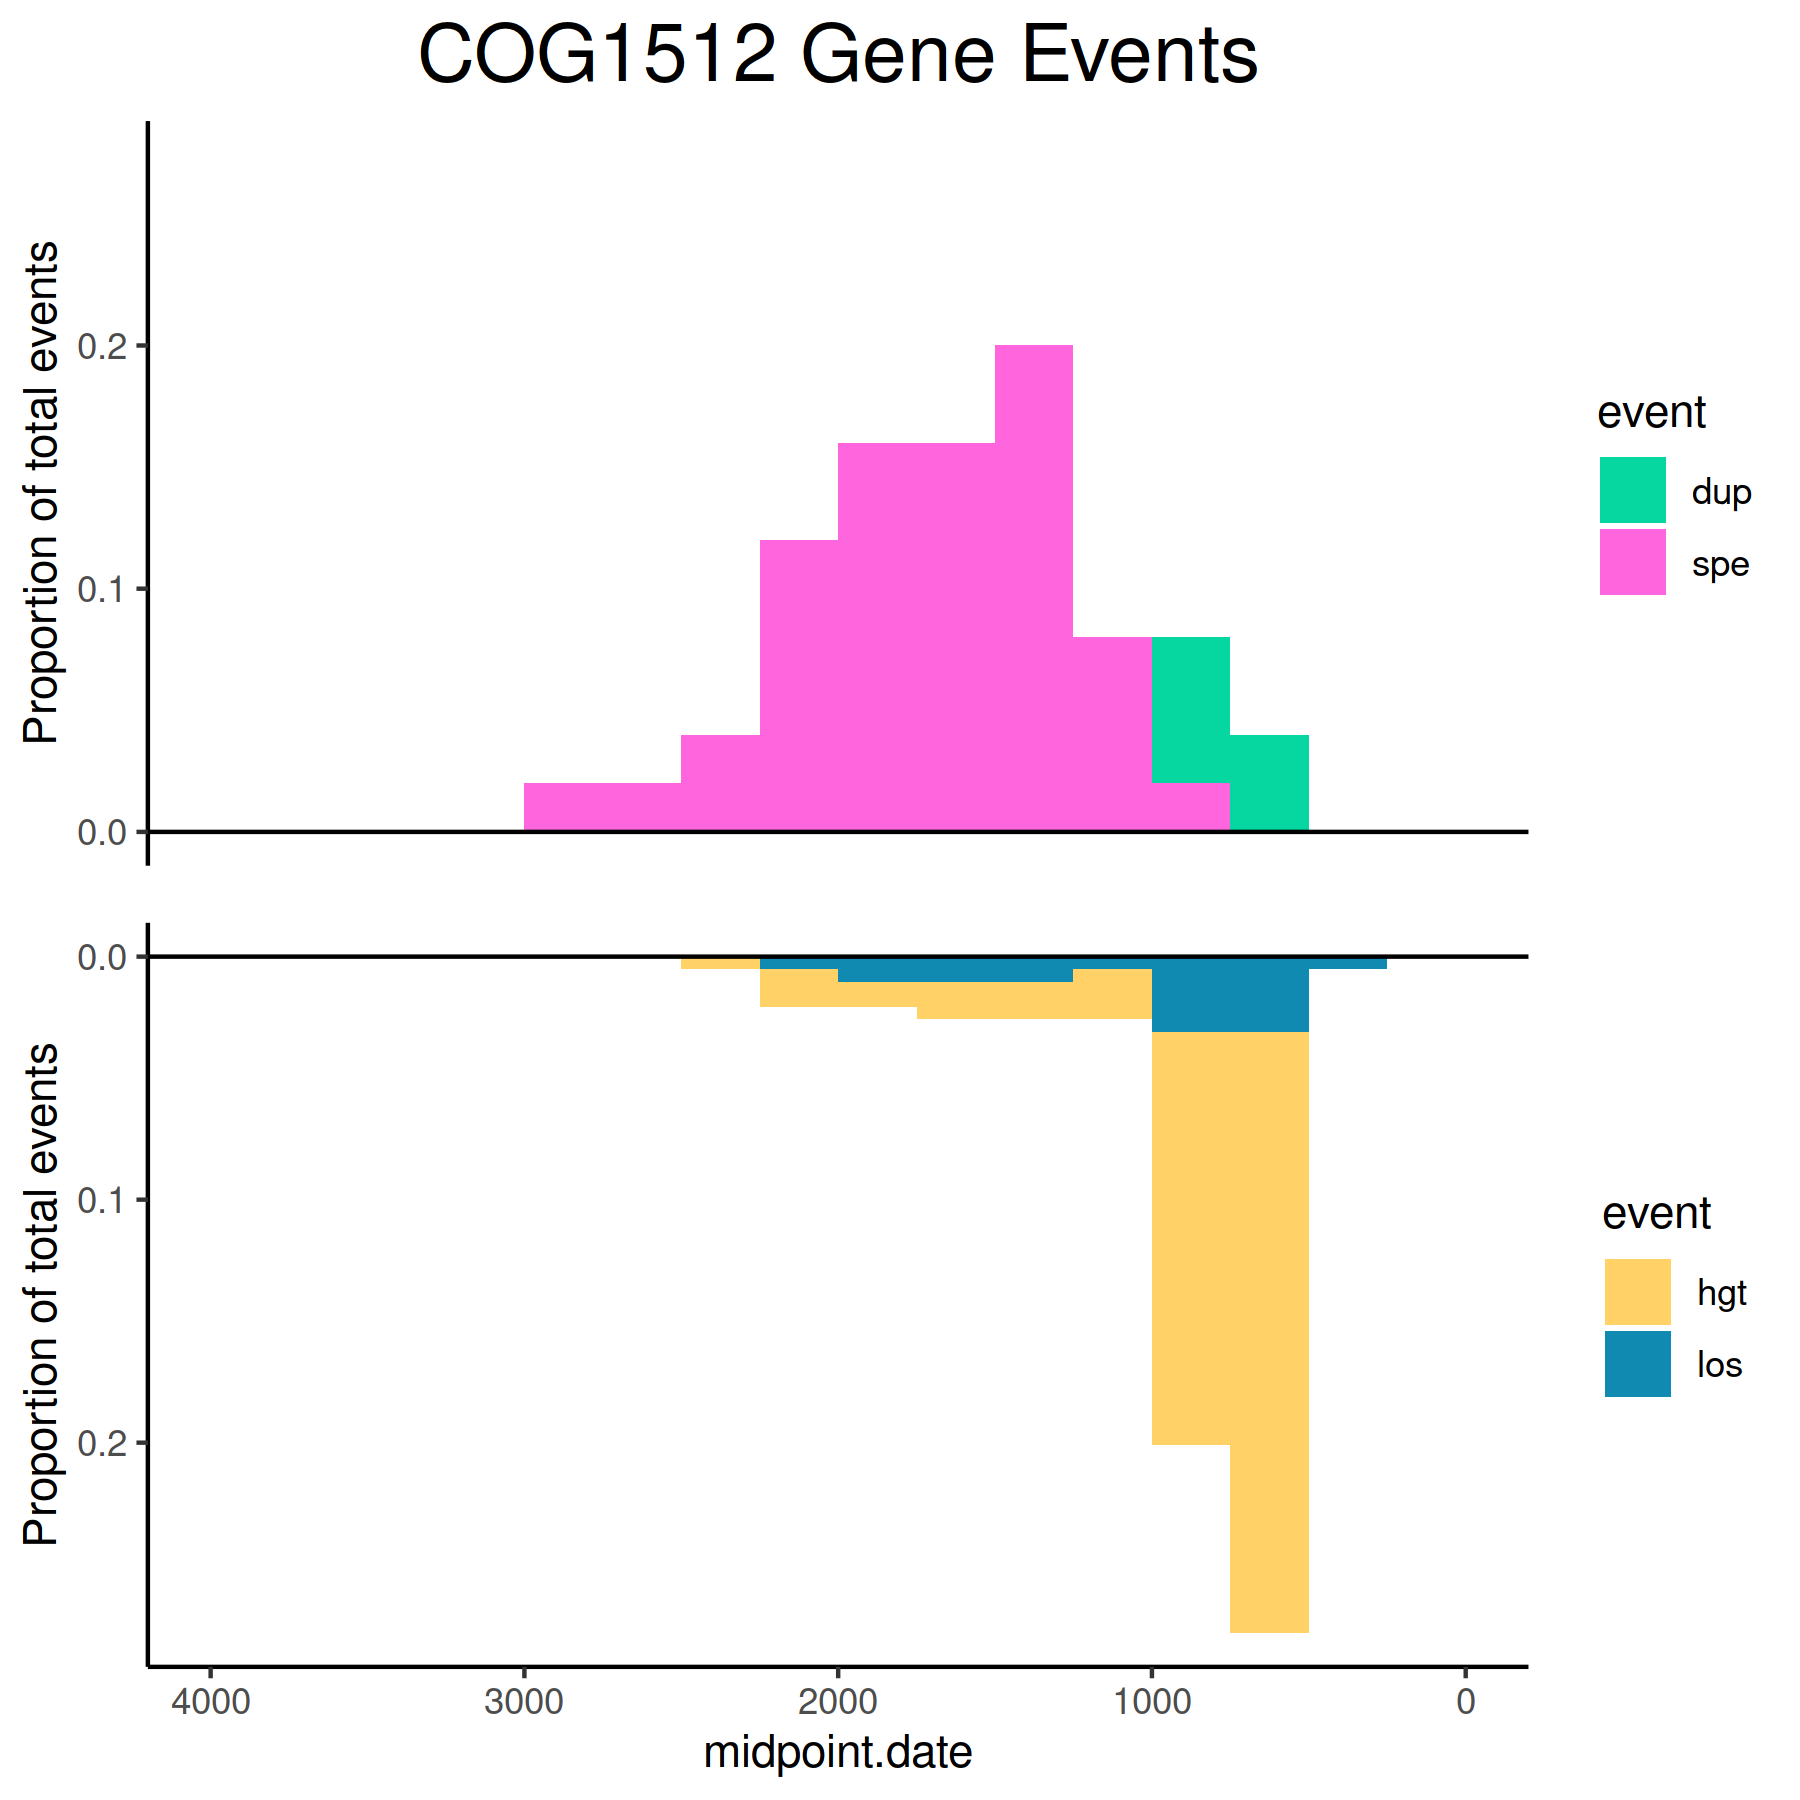 COG1512 Gene Events
Proportion of total events
0.2
0.1
0.0
event
dup
spe
Proportion of total events
0.0
0.1
0.2
event
hgt
los
4000 3000 2000 1000 0
midpoint.date